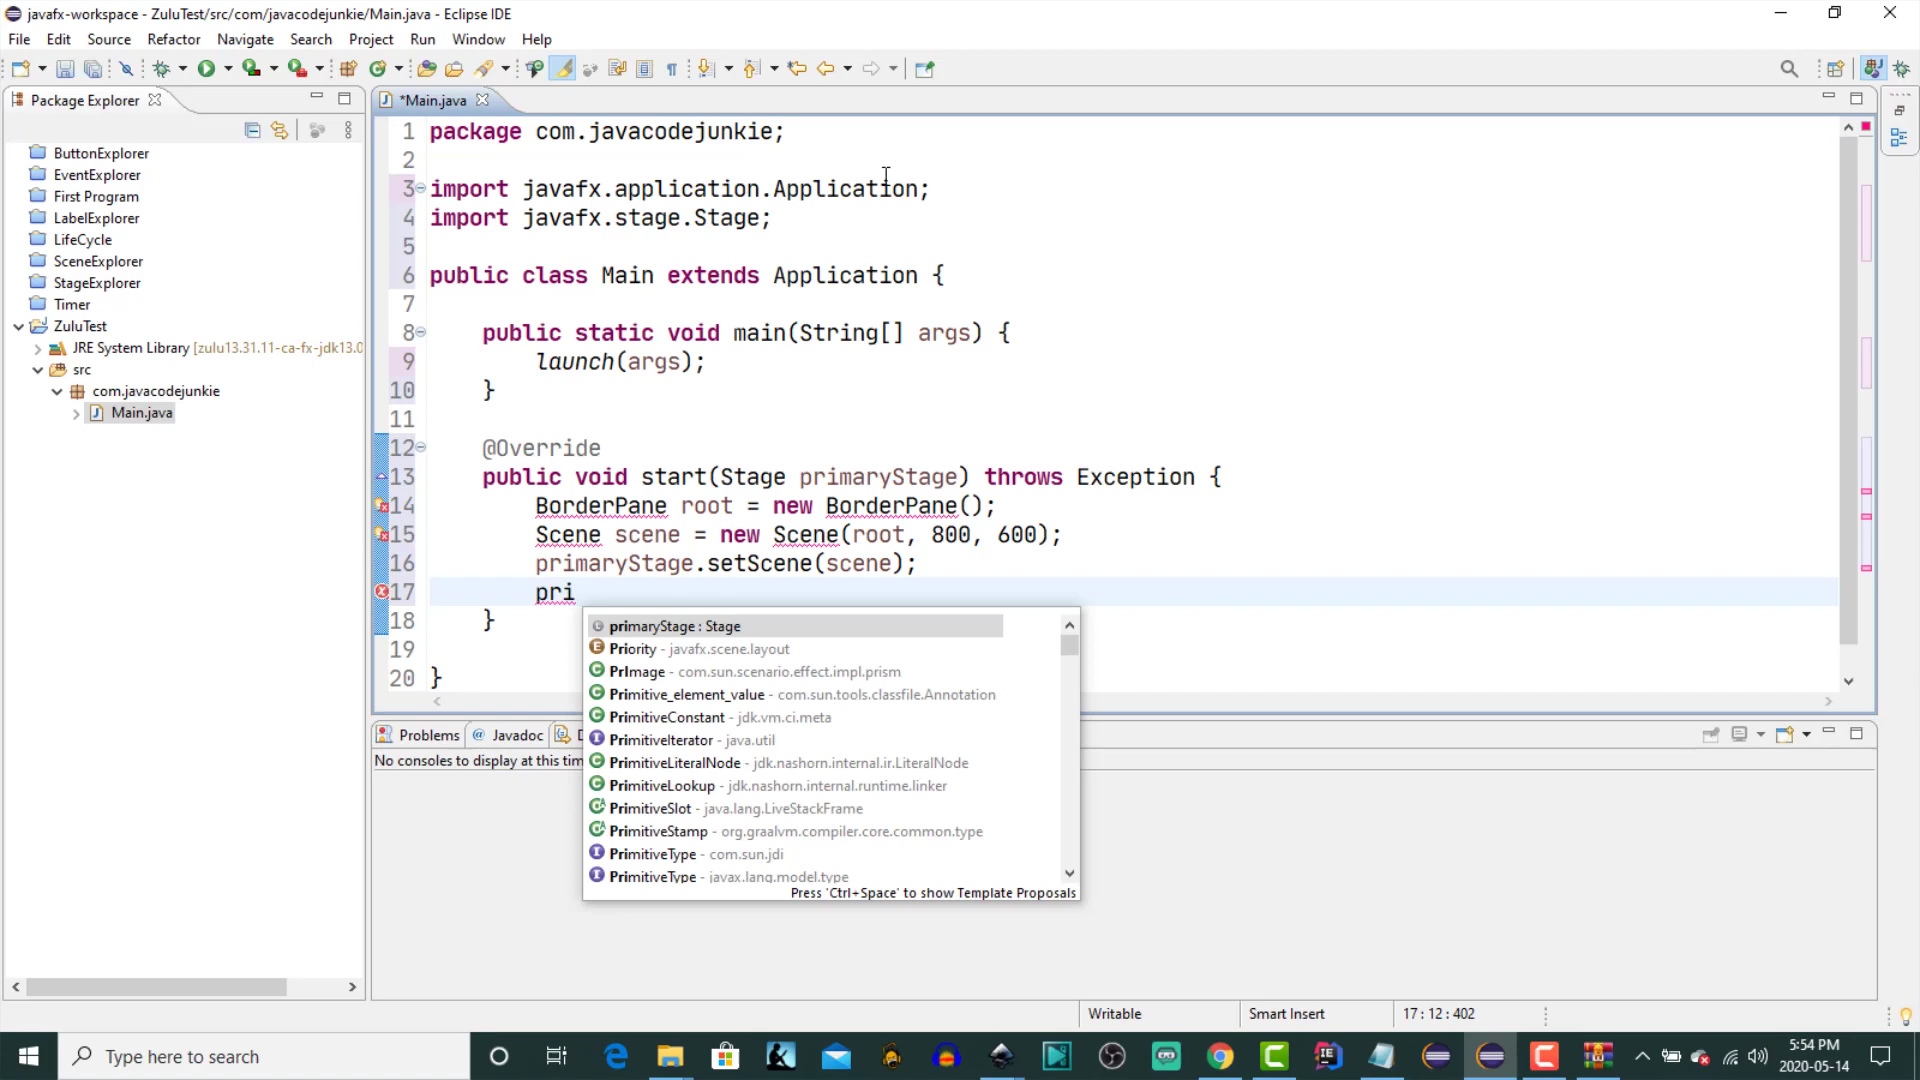 javafx-workspace - ZuluTest/src/com/javacodejunkie/Main.java - Eclipse IDE
File Edit Source Refactor Navigate Search Project Run Window Help
Package Explorer
*Main.java
ButtonExplorer
EventExplorer
First Program
LabelExplorer
LifeCycle
SceneExplorer
StageExplorer
Timer
ZuluTest
JRE System Library [zulu13.31.11-ca-fx-jdk13.0
src
com.javacodejunkie
Main.java
1 package com.javacodejunkie;
2
3 import javafx.application.Application;
4 import javafx.stage.Stage;
5
6 public class Main extends Application {
7
8 public static void main(String[] args) {
9 launch(args);
10 }
11
12 @Override
13 public void start(Stage primaryStage) throws Exception {
14 BorderPane root = new BorderPane();
15 Scene scene = new Scene(root, 800, 600);
16 primaryStage.setScene(scene);
17 pri
18 }
19
20 }
primaryStage : Stage
Priority - javafx.scene.layout
PrImage - com.sun.scenario.effect.impl.prism
Primitive_element_value - com.sun.tools.classfile.Annotation
PrimitiveConstant - jdk.vm.ci.meta
PrimitiveIterator - java.util
PrimitiveLiteralNode - jdk.nashorn.internal.ir.LiteralNode
PrimitiveLookup - jdk.nashorn.internal.runtime.linker
PrimitiveSlot - java.lang.LiveStackFrame
PrimitiveStamp - org.graalvm.compiler.core.common.type
PrimitiveType - com.sun.jdi
PrimitiveType - javax.lang.model.type
Press 'Ctrl+Space' to show Template Proposals
Problems @ Javadoc D
No consoles to display at this tim
Writable Smart Insert 17 : 12 : 402
Type here to search
5:54 PM
2020-05-14